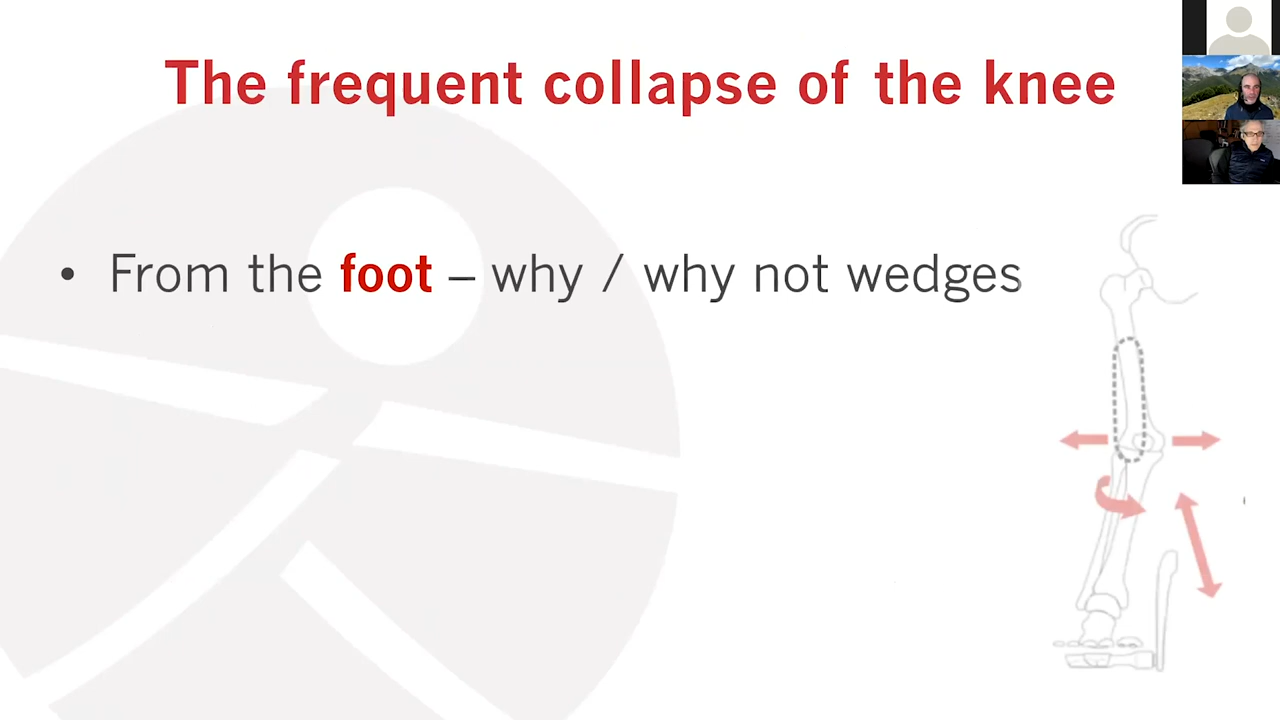 The frequent collapse of the knee
• From the foot – why / why not wedges